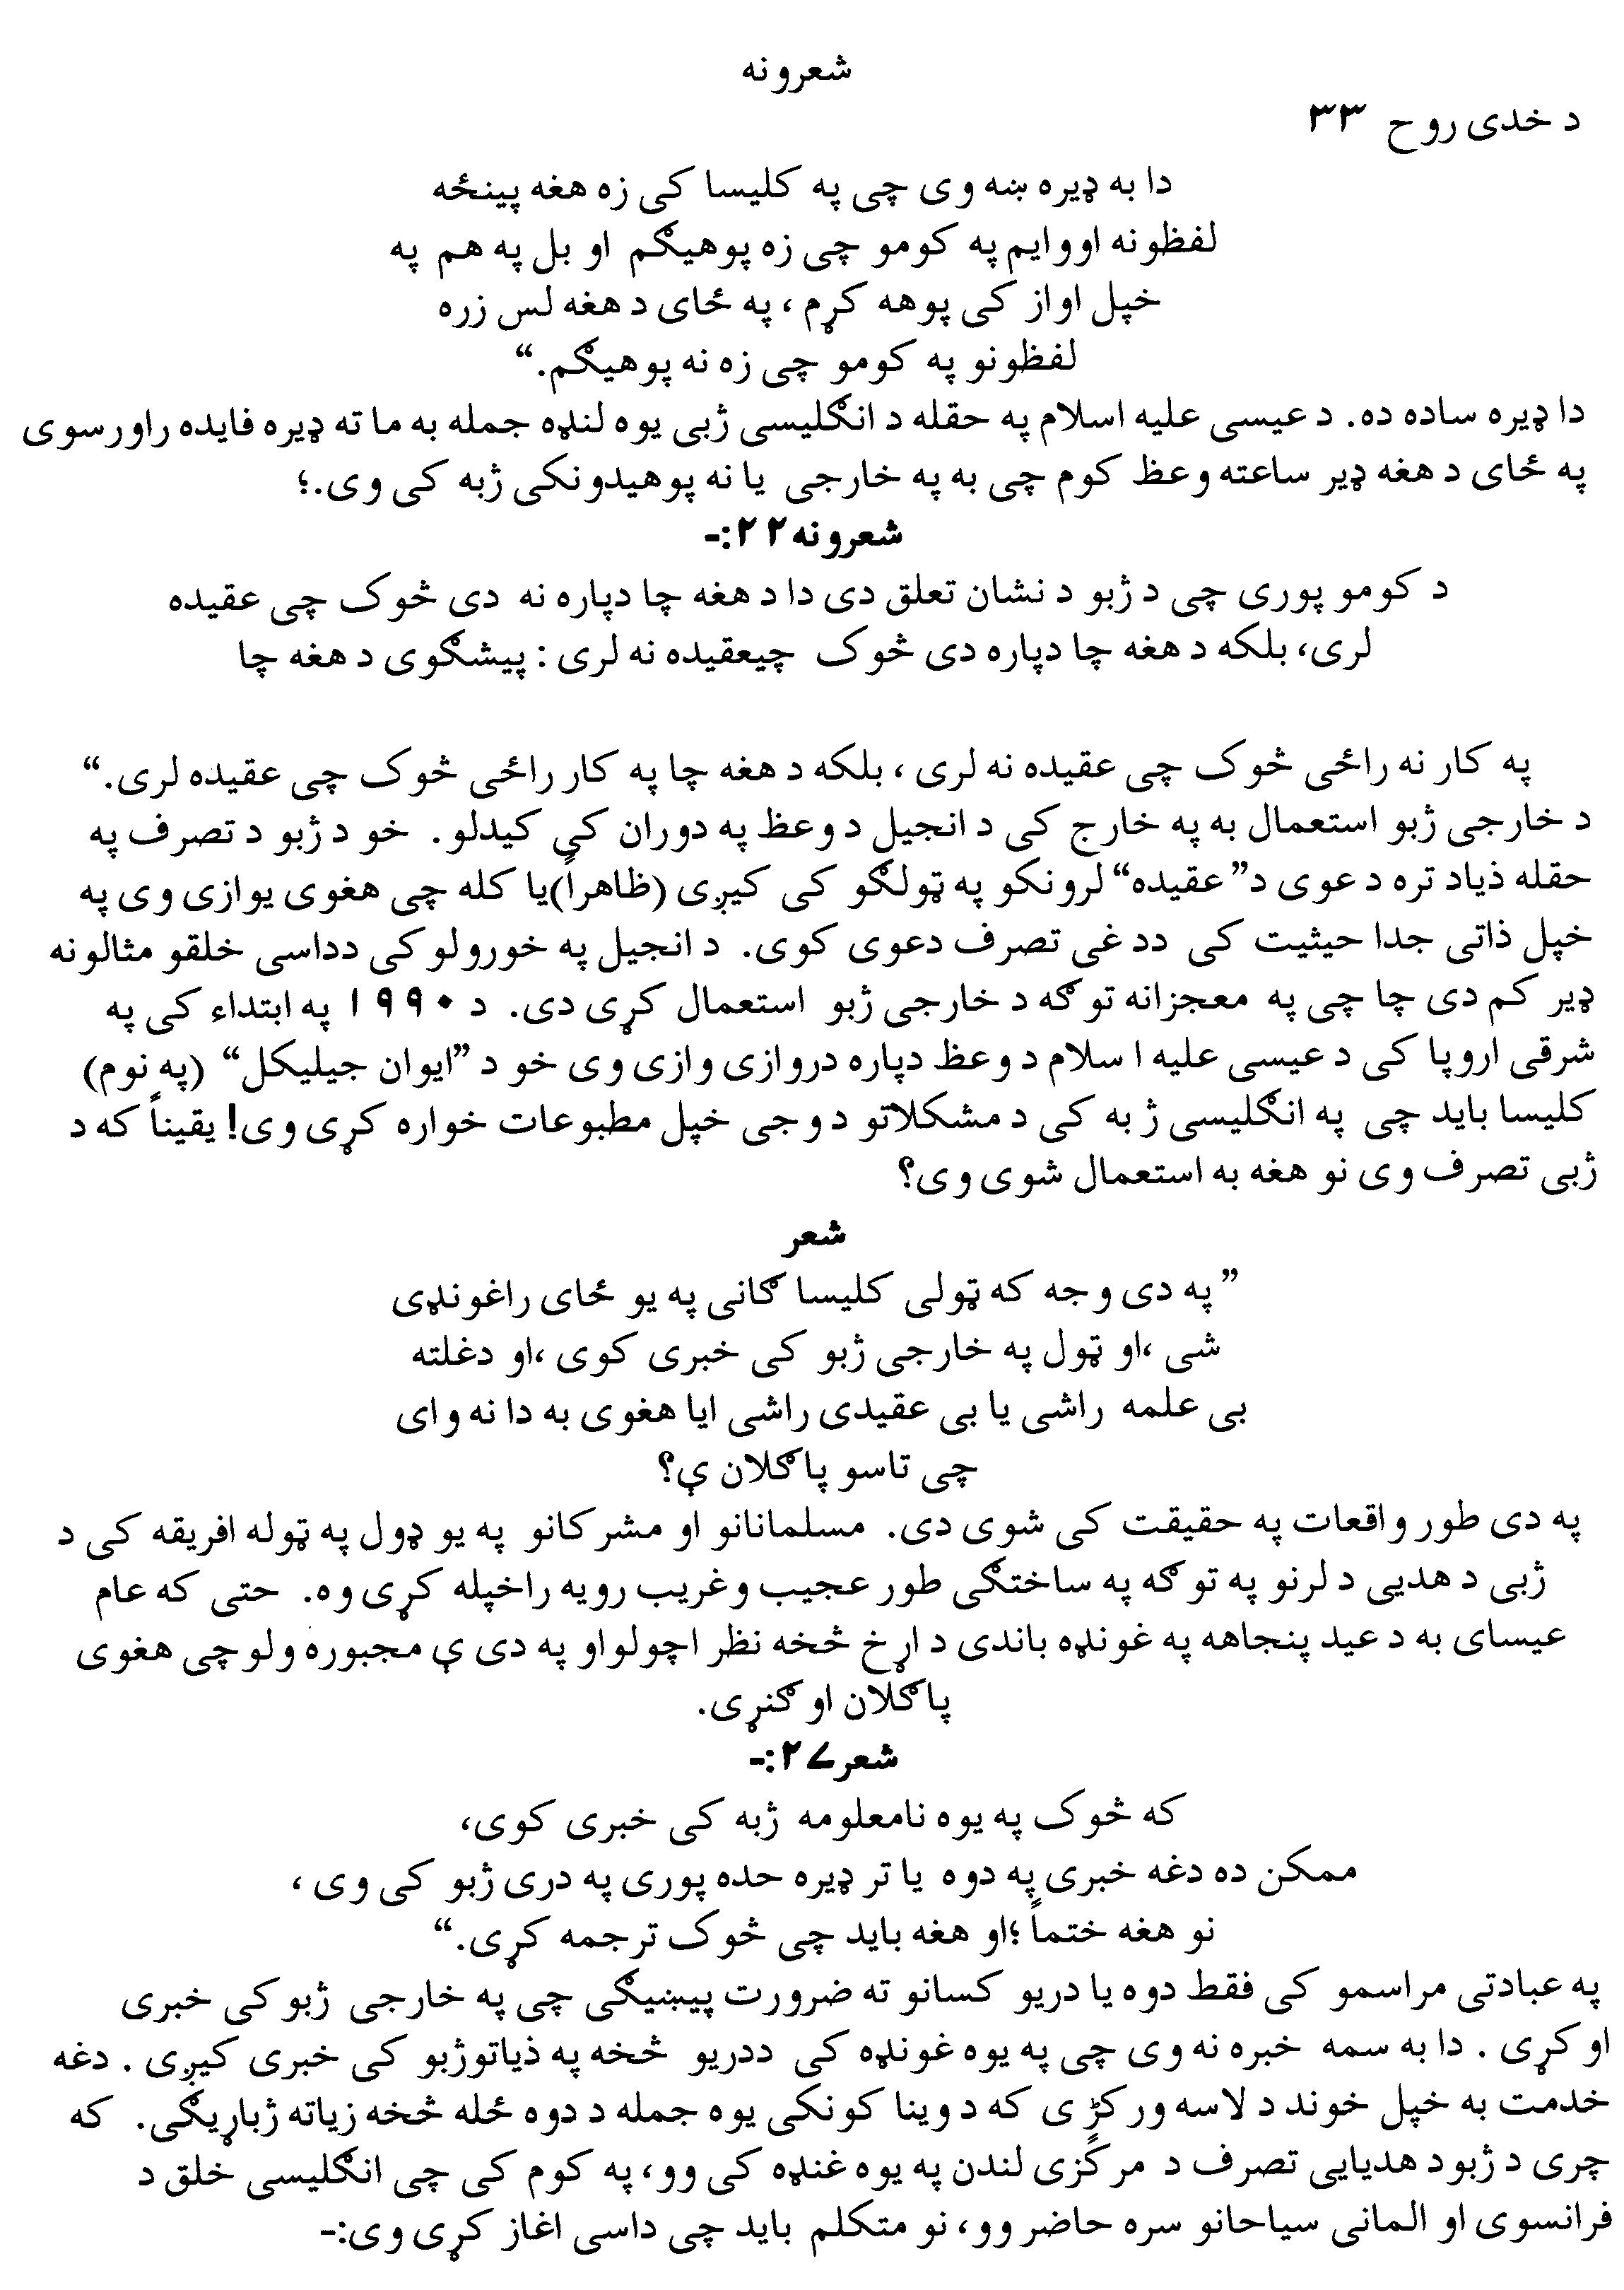 شعرونه
د خدی روح ۳۳
دا به ډیره ښه وی چی په کلیسا کی زه هغه پینځه
لفظونه اووایم په کومو چی زه پوهیګم او بل په هم په
خپل اواز کی پوهه کړم ، په ځای د هغه لس زره
لفظونو په کومو چی زه نه پوهیګم.“
دا ډیره ساده ده. د عیسی علیه اسلام په حقله د انګلیسی ژبی یوه لنډه جمله به ما ته ډیره فایده راورسوی
په ځای د هغه ډیر ساعته وعظ کوم چی به په خارجی یا نه پوهیدونکی ژبه کی وی.؛
شعرونه۲۲:-
د کومو پوری چی د ژبو د نشان تعلق دی دا د هغه چا دپاره نه دی څوک چی عقیده
لری، بلکه د هغه چا دپاره دی څوک چیعقیده نه لری : پیشګوی د هغه چا
په کار نه راځی څوک چی عقیده نه لری ، بلکه د هغه چا په کار راځی څوک چی عقیده لری.“
د خارجی ژبو استعمال به په خارج کی د انجیل د وعظ په دوران کی کیدلو. خو د ژبو د تصرف په
حقله ذیاد تره دعوی د”عقیده“ لرونکو په ټولګو کی کیږی (ظاهراً)یا کله چی هغوی یوازی وی په
خپل ذاتی جدا حیثیت کی ددغی تصرف دعوی کوی. د انجیل په خورولو کی دداسی خلقو مثالونه
ډیر کم دی چا چی په معجزانه توګه د خارجی ژبو استعمال کړی دی. د ۱۹۹۰ په ابتداء کی په
شرقی اروپا کی د عیسی علیه ا سلام د وعظ دپاره دروازی وازی وی خو د ”ایوان جیلیکل“ (په نوم)
کلیسا باید چی په انګلیسی ژ به کی د مشکلاتو د وجی خپل مطبوعات خواره کړی وی! یقیناً که د
ژبی تصرف وی نو هغه به استعمال شوی وی؟
شعر
” په دی وجه که ټولی کلیسا ګانی په یو ځای راغونډی
شی ،او ټول په خارجی ژبو کی خبری کوی ،او دغلته
بی علمه راشی یا بی عقیدی راشی ایا هغوی به دا نه وای
چی تاسو پاګلان ې؟
په دی طور واقعات په حقیقت کی شوی دی. مسلمانانو او مشرکانو په یو ډول په ټوله افریقه کی د
ژبی د هدیی د لرنو په توګه په ساختګی طور عجیب وغریب رویه راخپله کړی وه. حتی که عام
عیسای به د عید پنجاهه په غونډه باندی د اړخ څخه نظر اچولواو په دی ې مجبوره ولو چی هغوی
پاګلان او ګنړی.
شعر۲۷:-
که څوک په یوه نامعلومه ژبه کی خبری کوی،
ممکن ده دغه خبری په دوه یا تر ډیره حده پوری په دری ژبو کی وی ،
نو هغه ختماً ؛او هغه باید چی څوک ترجمه کړی.“
په عبادتی مراسمو کی فقط دوه یا دریو کسانو ته ضرورت پیښیګی چی په خارجی ژبو کی خبری
او کړی . دا به سمه خبره نه وی چی په یوه غونډه کی ددریو څخه په ذیاتوژبو کی خبری کیږی . دغه
خدمت به خپل خوند د لاسه ورکړی که د وینا کونکی یوه جمله د دوه ځله څخه زیاته ژباړیګی. که
چری د ژبود هدیایی تصرف د مرکزی لندن په یوه غنډه کی وو، په کوم کی چی انګلیسی خلق د
فرانسوی او المانی سیاحانو سره حاضر وو، نو متکلم باید چی داسی اغاز کړی وی:-